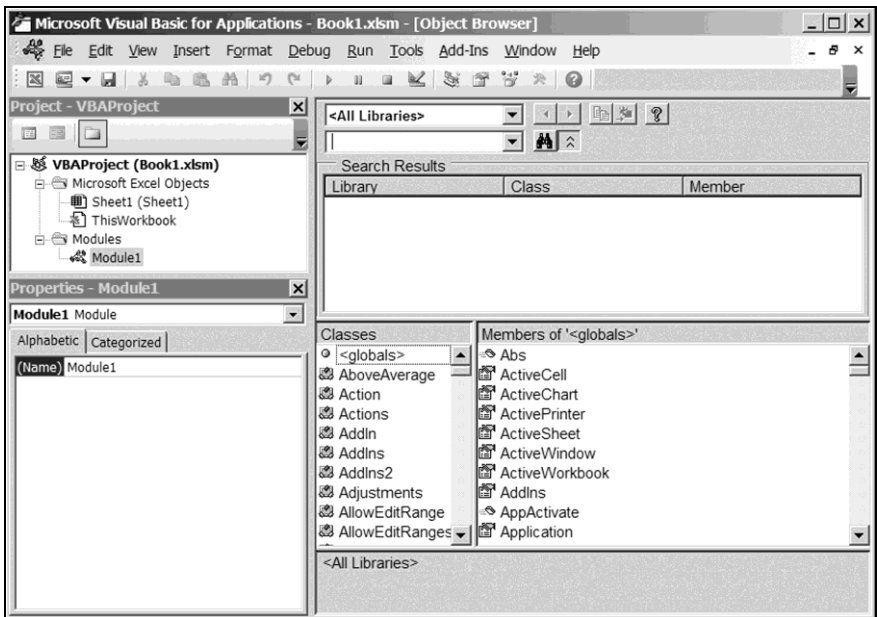 Microsoft Visual Basic for Applications - Book1.xlsm - [Object Browser]
File Edit View Insert Format Debug Run Tools Add-Ins Window Help
Project - VBAProject
VBAProject (Book1.xlsm)
Microsoft Excel Objects
Sheet1 (Sheet1)
ThisWorkbook
Modules
Module1
Properties - Module1
Module1 Module
Alphabetic Categorized
(Name) Module1
<All Libraries>
Search Results
Library Class Member
Classes
<globals>
AboveAverage
Action
Actions
AddIn
AddIns
AddIns2
Adjustments
AllowEditRange
AllowEditRanges
Members of '<globals>'
Abs
ActiveCell
ActiveChart
ActivePrinter
ActiveSheet
ActiveWindow
ActiveWorkbook
AddIns
AppActivate
Application
<All Libraries>